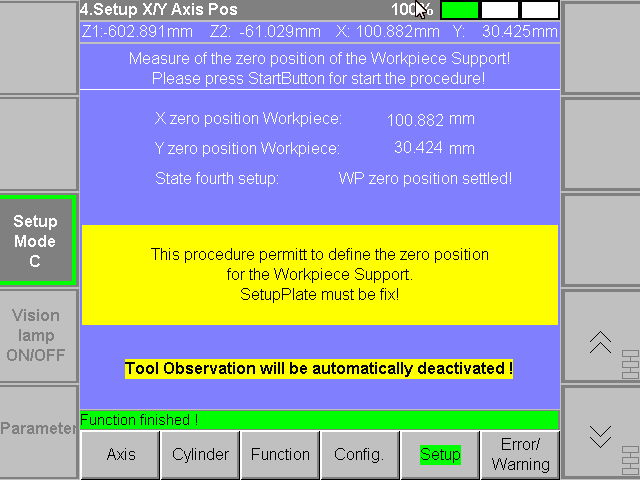 4.Setup X/Y Axis Pos 100%
Z1:-602.891mm Z2: -61.029mm X: 100.882mm Y: 30.425mm
Measure of the zero position of the Workpiece Support!
Please press StartButton for start the procedure!
X zero position Workpiece: 100.882 mm
Y zero position Workpiece: 30.424 mm
State fourth setup: WP zero position settled!
Setup
Mode
C
This procedure permitt to define the zero position
for the Workpiece Support.
SetupPlate must be fix!
Vision
lamp
ON/OFF
Tool Observation will be automatically deactivated !
Parameter
Function finished !
Axis Cylinder Function Config. Setup Error/
Warning